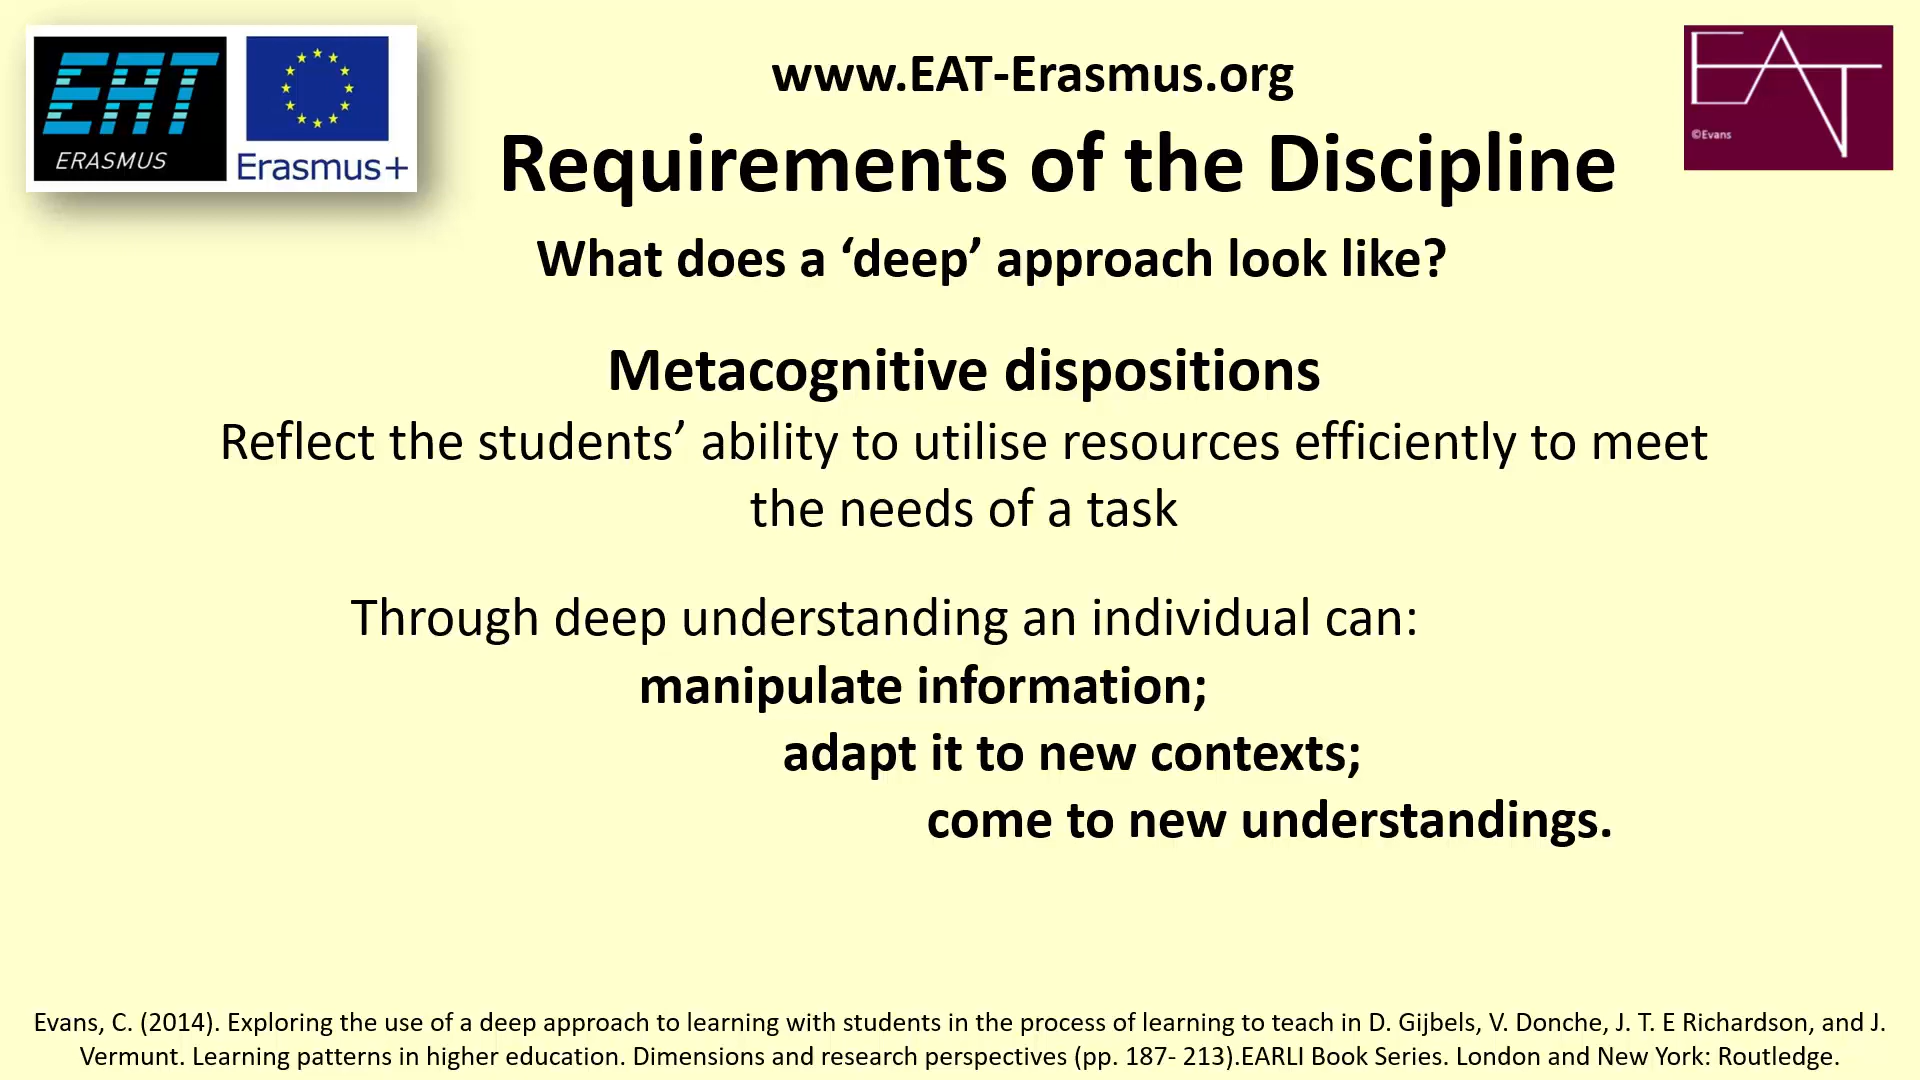 EAT
ERASMUS
Erasmus+
www.EAT-Erasmus.org
EAT
©Evans
Requirements of the Discipline
What does a ‘deep’ approach look like?
Metacognitive dispositions
Reflect the students’ ability to utilise resources efficiently to meet
the needs of a task
Through deep understanding an individual can:
manipulate information;
adapt it to new contexts;
come to new understandings.
Evans, C. (2014). Exploring the use of a deep approach to learning with students in the process of learning to teach in D. Gijbels, V. Donche, J. T. E Richardson, and J.
Vermunt. Learning patterns in higher education. Dimensions and research perspectives (pp. 187- 213).EARLI Book Series. London and New York: Routledge.